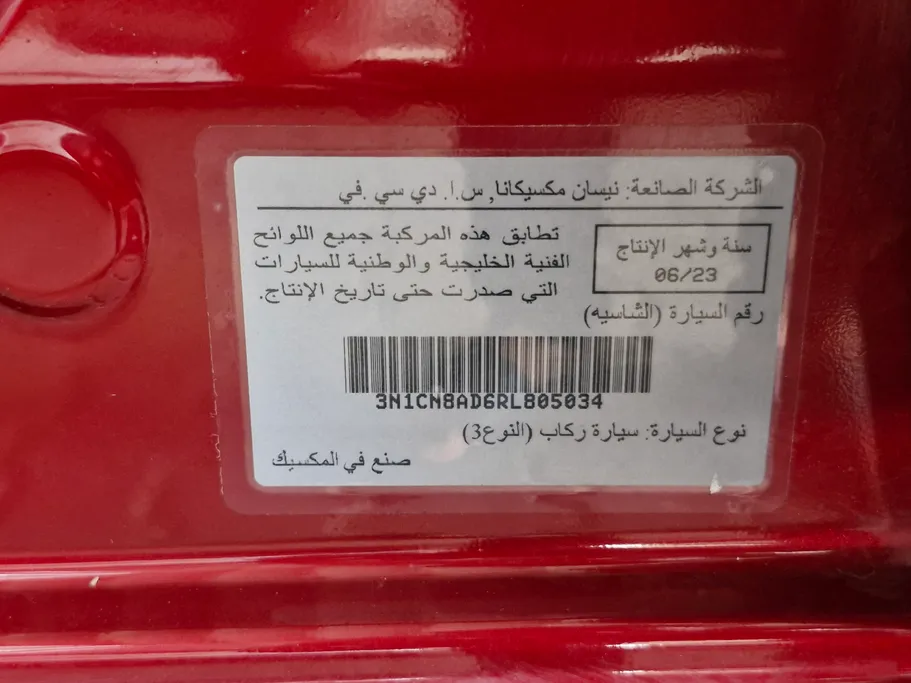 الشركة الصانعة: نيسان مكسيكانا, س.ا. دي سي .في
سنة وشهر الإنتاج
06/23
تطابق هذه المركبة جميع اللوائح
الفنية الخليجية والوطنية للسيارات
التي صدرت حتى تاريخ الإنتاج.
رقم السيارة (الشاسيه)
3N1CN8AD6RL805034
نوع السيارة: سيارة ركاب (النوع3)
صنع في المكسيك